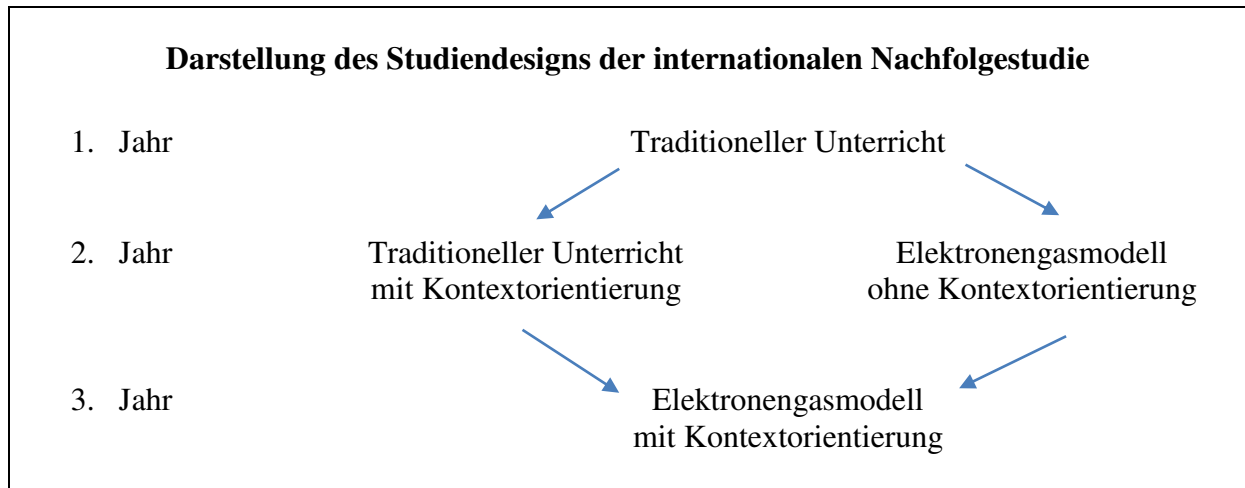 Darstellung des Studiendesigns der internationalen Nachfolgestudie
1. Jahr
Traditioneller Unterricht
2. Jahr
Traditioneller Unterricht
mit Kontextorientierung
Elektronengasmodell
ohne Kontextorientierung
3. Jahr
Elektronengasmodell
mit Kontextorientierung